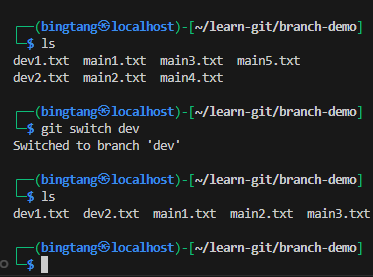 ┌──(bingtang㉿localhost)-[~/learn-git/branch-demo]
└─$ ls
dev1.txt  main1.txt  main3.txt  main5.txt
dev2.txt  main2.txt  main4.txt
┌──(bingtang㉿localhost)-[~/learn-git/branch-demo]
└─$ git switch dev
Switched to branch 'dev'
┌──(bingtang㉿localhost)-[~/learn-git/branch-demo]
└─$ ls
dev1.txt  dev2.txt  main1.txt  main2.txt  main3.txt
┌──(bingtang㉿localhost)-[~/learn-git/branch-demo]
└─$